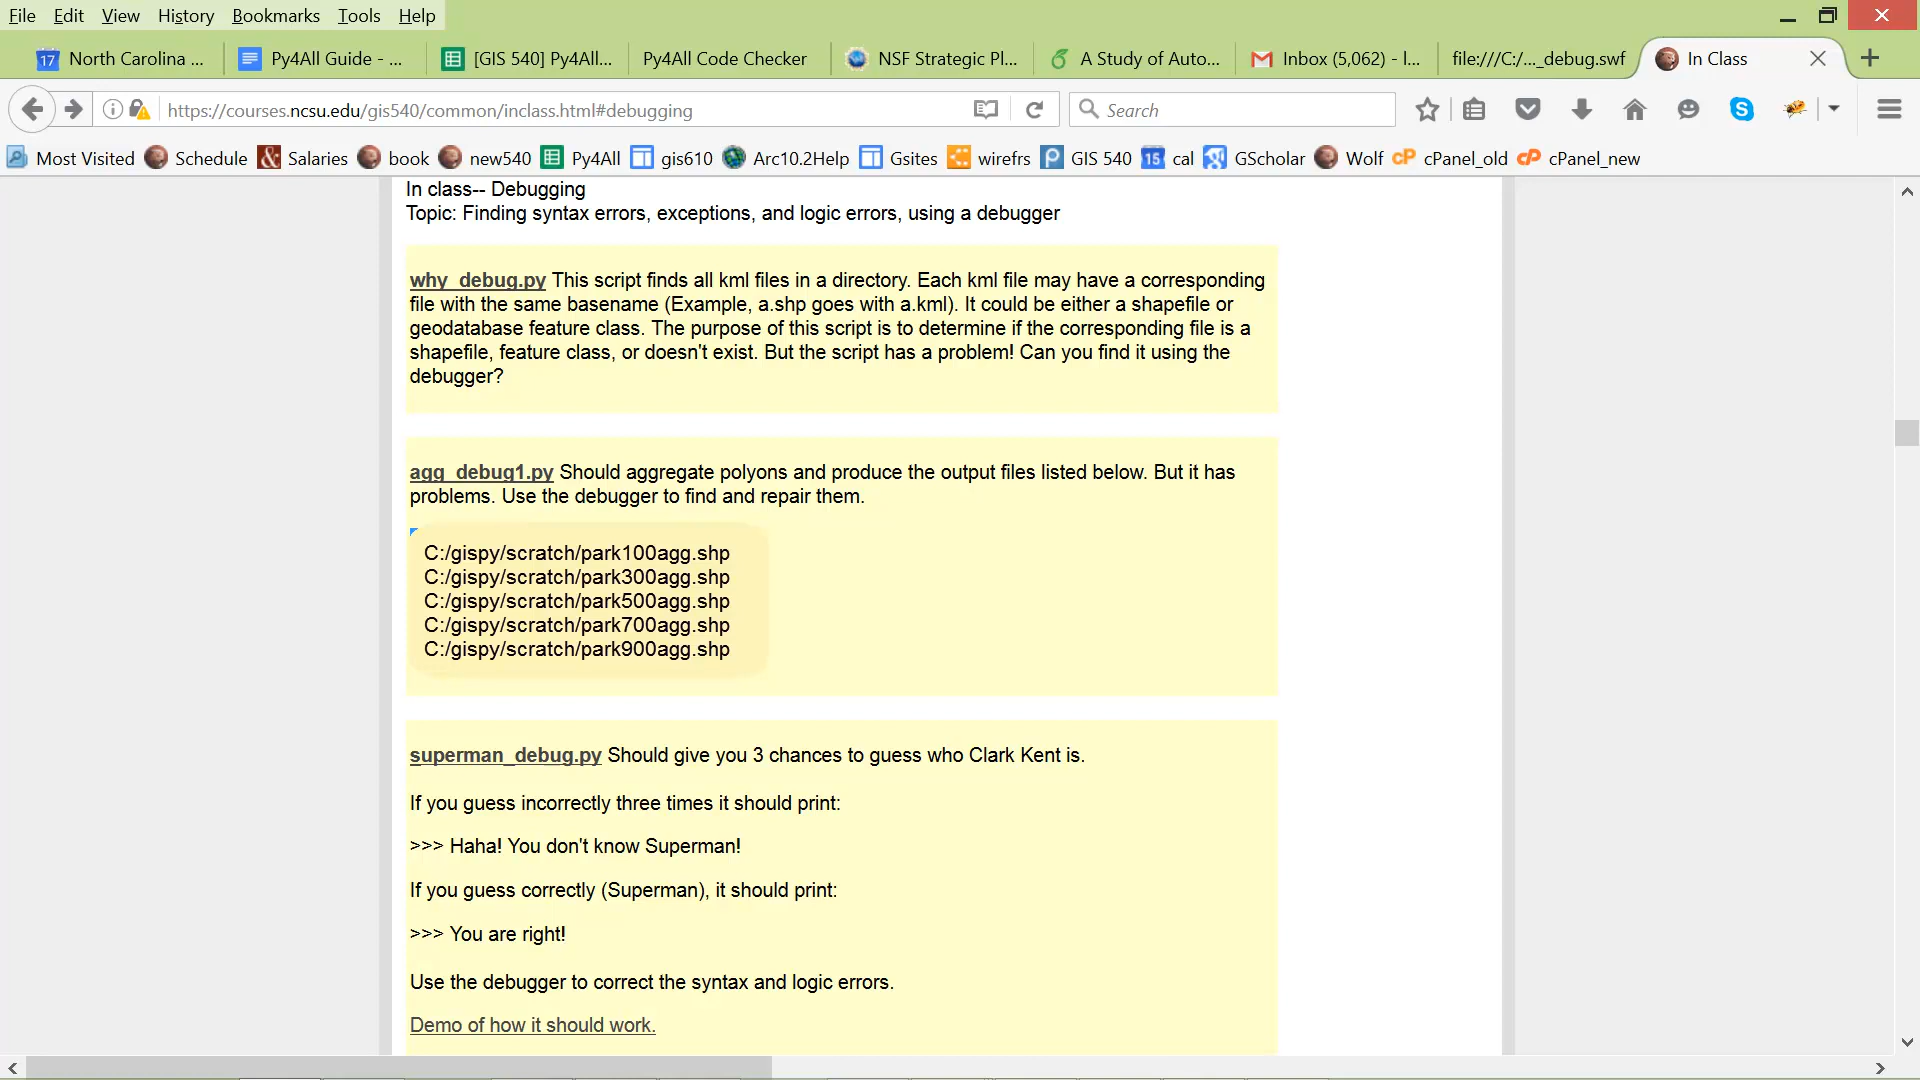 File Edit View History Bookmarks Tools Help
17 North Carolina ... Py4All Guide - ... [GIS 540] Py4All... Py4All Code Checker NSF Strategic Pl... A Study of Auto... Inbox (5,062) - l... file:///C:/..._debug.swf In Class
https://courses.ncsu.edu/gis540/common/inclass.html#debugging Search
Most Visited Schedule Salaries book new540 Py4All gis610 Arc10.2Help Gsites wirefrs GIS 540 15 cal GScholar Wolf cPanel_old cPanel_new
In class-- Debugging
Topic: Finding syntax errors, exceptions, and logic errors, using a debugger
why_debug.py This script finds all kml files in a directory. Each kml file may have a corresponding
file with the same basename (Example, a.shp goes with a.kml). It could be either a shapefile or
geodatabase feature class. The purpose of this script is to determine if the corresponding file is a
shapefile, feature class, or doesn't exist. But the script has a problem! Can you find it using the
debugger?
agg_debug1.py Should aggregate polyons and produce the output files listed below. But it has
problems. Use the debugger to find and repair them.
C:/gispy/scratch/park100agg.shp
C:/gispy/scratch/park300agg.shp
C:/gispy/scratch/park500agg.shp
C:/gispy/scratch/park700agg.shp
C:/gispy/scratch/park900agg.shp
superman_debug.py Should give you 3 chances to guess who Clark Kent is.
If you guess incorrectly three times it should print:
>>> Haha! You don't know Superman!
If you guess correctly (Superman), it should print:
>>> You are right!
Use the debugger to correct the syntax and logic errors.
Demo of how it should work.